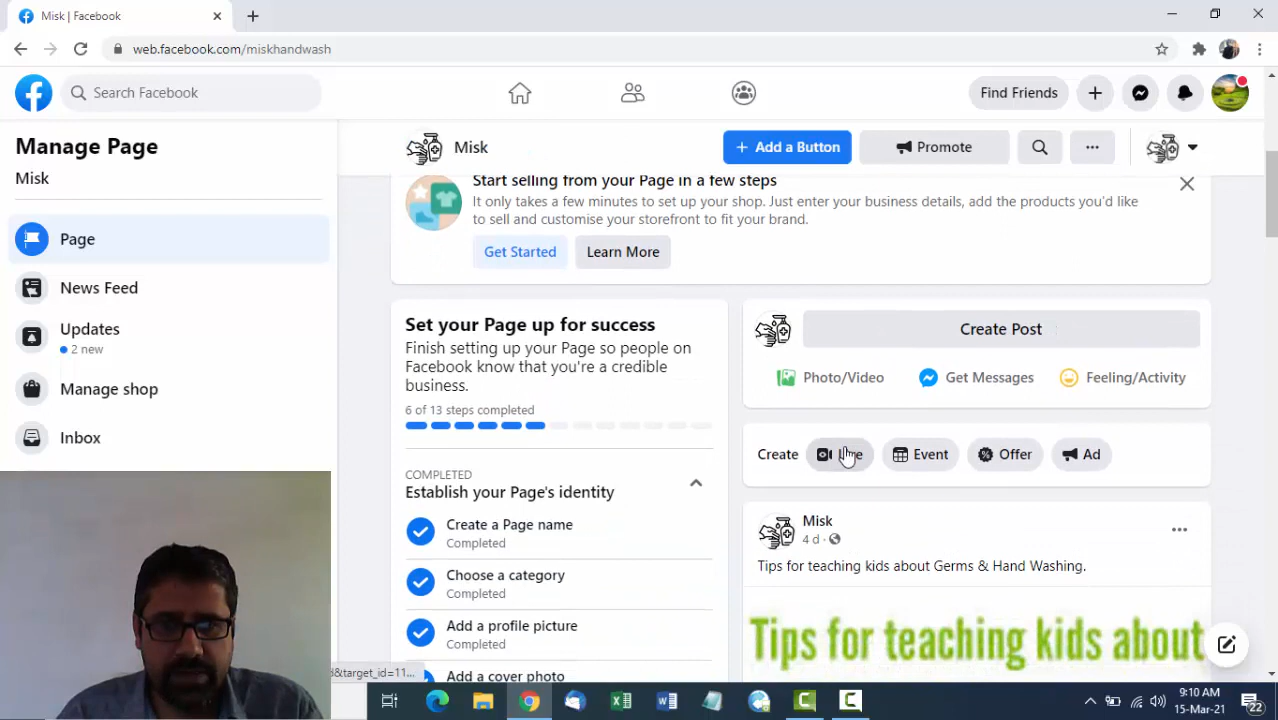 Misk | Facebook
web.facebook.com/miskhandwash
Search Facebook
Find Friends
Manage Page
Misk
Page
News Feed
Updates
2 new
Manage shop
Inbox
Misk
Add a Button
Promote
Start selling from your Page in a few steps
It only takes a few minutes to set up your shop. Just enter your business details, add the products you'd like
to sell and customise your storefront to fit your brand.
Get Started
Learn More
Set your Page up for success
Finish setting up your Page so people on
Facebook know that you're a credible
business.
6 of 13 steps completed
COMPLETED
Establish your Page's identity
Create a Page name
Completed
Choose a category
Completed
Add a profile picture
Completed
Add a cover photo
Create Post
Photo/Video
Get Messages
Feeling/Activity
Create
Event
Offer
Ad
Misk
4 d
Tips for teaching kids about Germs & Hand Washing.
Tips for teaching kids about
d&target_id=11...
9:10 AM
15-Mar-21
22